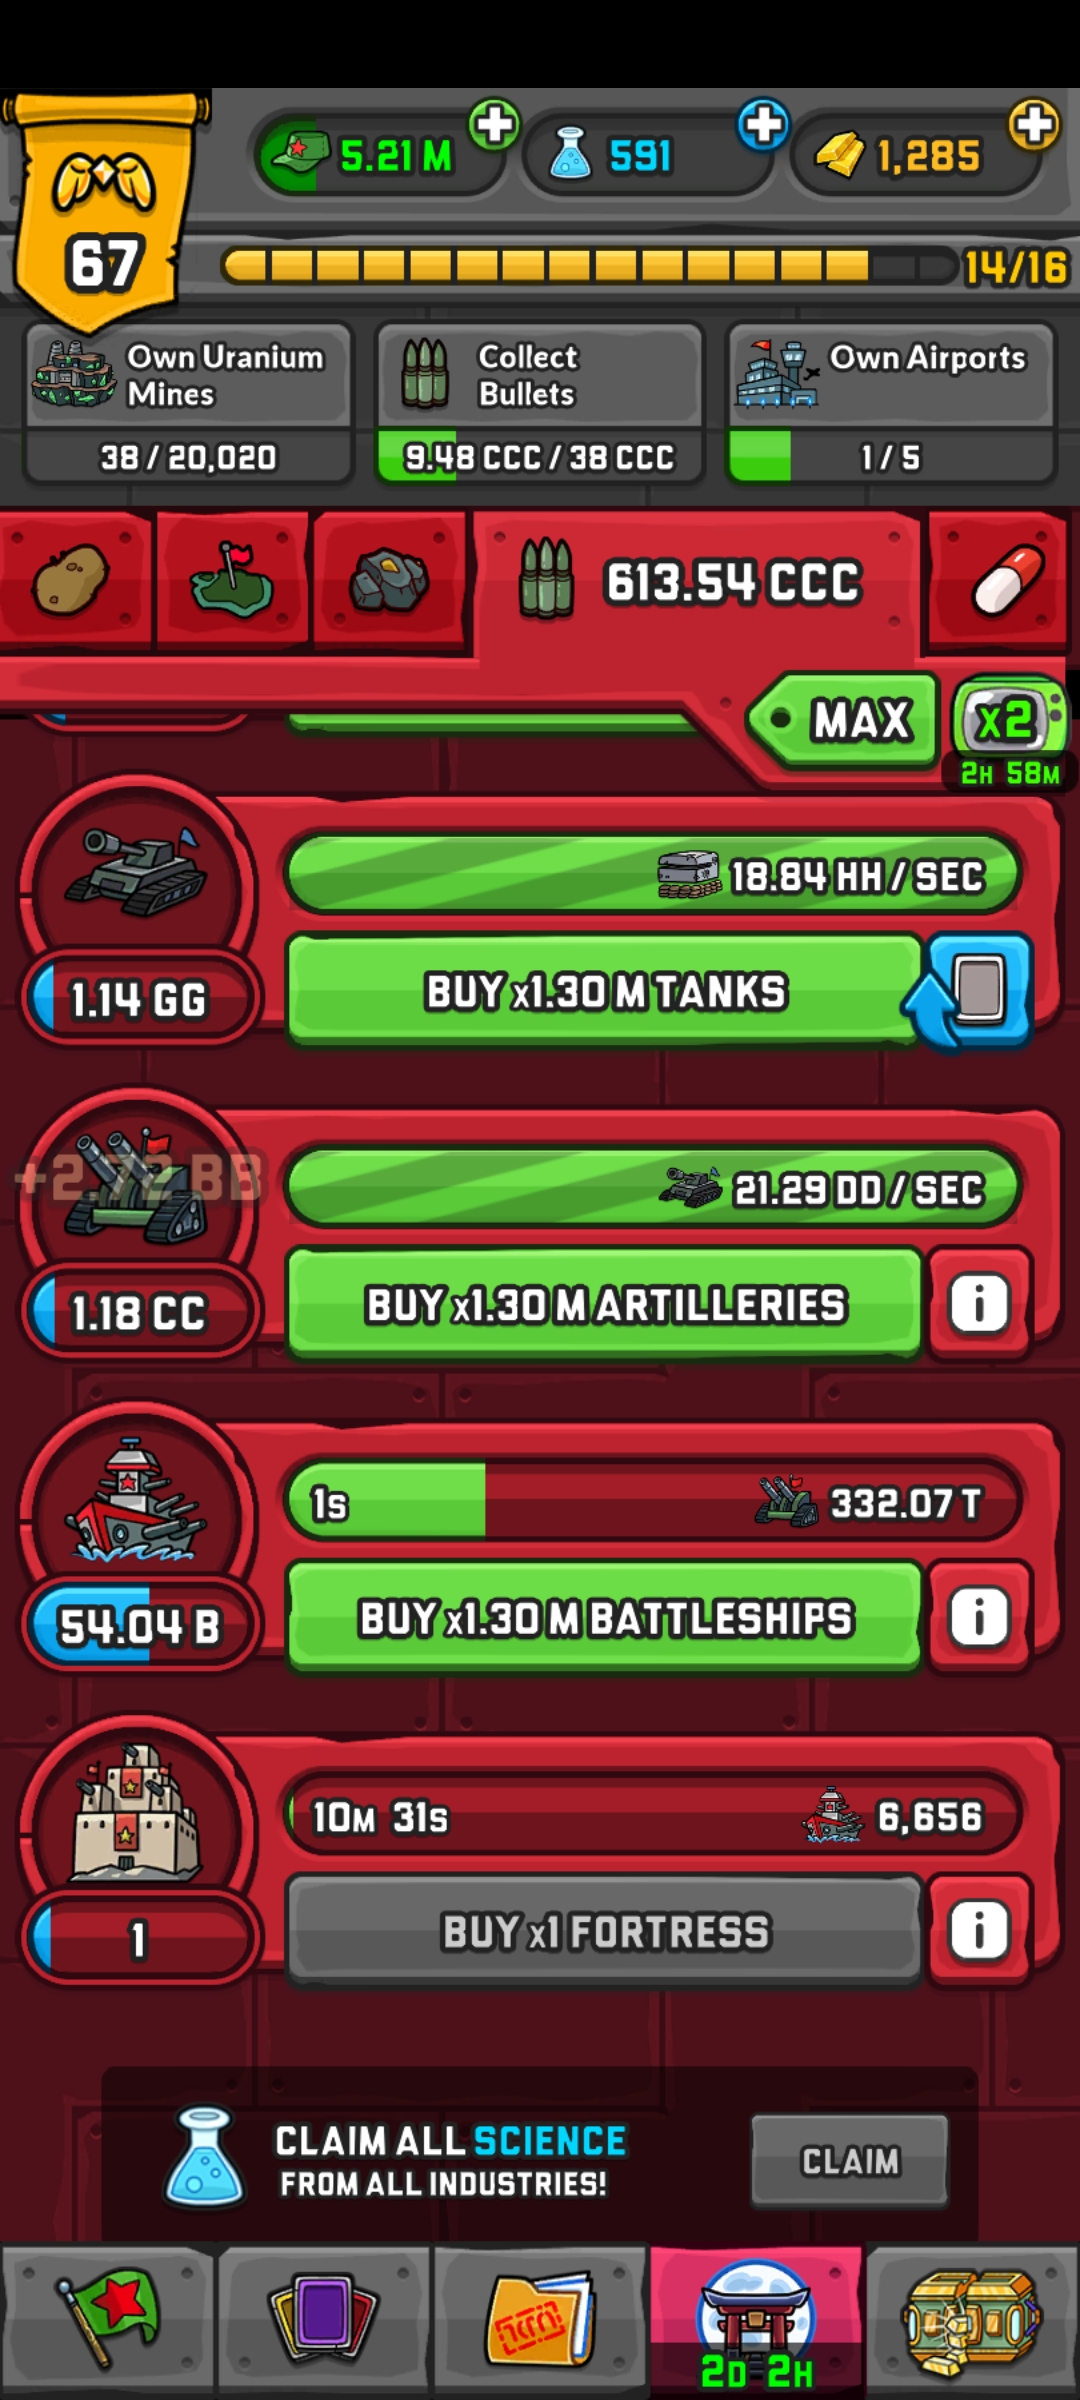 5.21 M
591
1,285
67
14/16
Own Uranium
Mines
38 / 20,020
Collect
Bullets
9.48 CCC / 38 CCC
Own Airports
1 / 5
613.54 CCC
MAX
X2
2H 58M
18.84 HH / SEC
1.14 GG
BUY x1.30 M TANKS
+2.72 BB
21.29 DD / SEC
1.18 CC
BUY x1.30 M ARTILLERIES
i
1S
332.07 T
54.04 B
BUY x1.30 M BATTLESHIPS
i
10M 31S
6,656
1
BUY x1 FORTRESS
i
CLAIM ALL SCIENCE
FROM ALL INDUSTRIES!
CLAIM
2D 2H